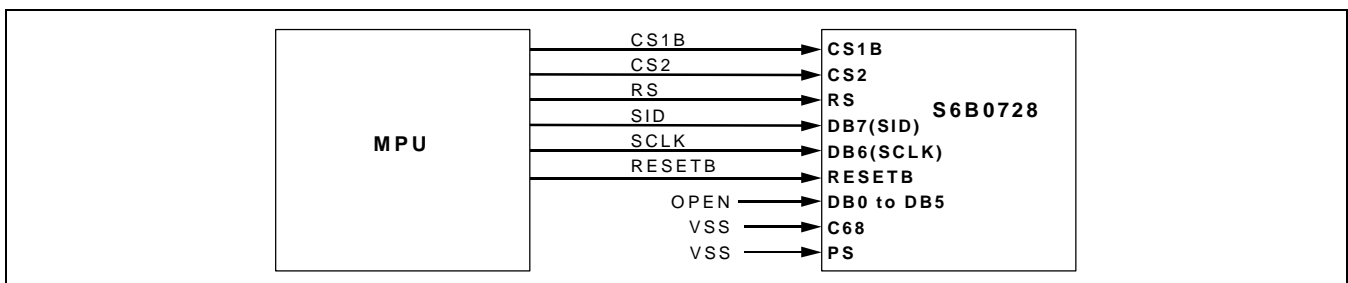 CS1B CS1B
CS2 CS2
RS RS
S6B0728
SID DB7(SID)
MPU
SCLK DB6(SCLK)
RESETB RESETB
OPEN DB0 to DB5
VSS C68
VSS PS